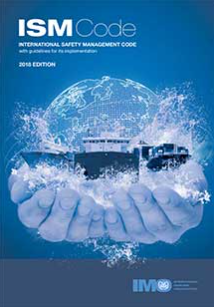 ISM Code
INTERNATIONAL SAFETY MANAGEMENT CODE
with guidelines for its implementation
2018 EDITION
IMO